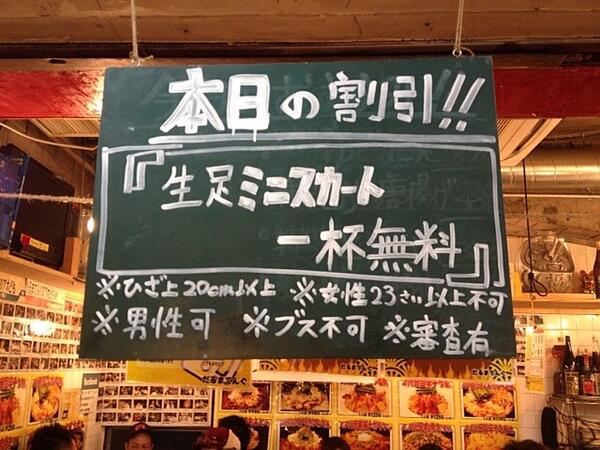 本日の割引!!
『生足ミニスカート
一杯無料』
※ひざ上20cm以上 ※女性23さい以上不可
※男性可 ※ブス不可 ※審査有